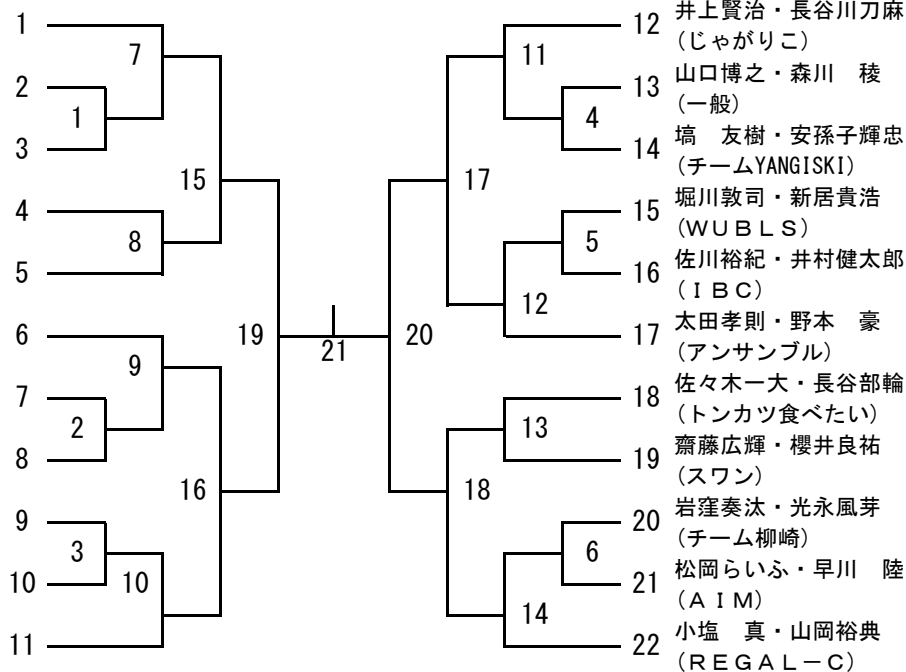 1
2
3
4
5
6
7
8
9
10
11
7
1
15
8
19
9
2
16
3
10
21
20
11
4
17
5
12
13
18
6
14
12 井上賢治・長谷川刀麻
(じゃがりこ)
13 山口博之・森川　稜
(一般)
14 塙　友樹・安孫子輝忠
(チームYANGISKI)
15 堀川敦司・新居貴浩
(ＷＵＢＬＳ)
16 佐川裕紀・井村健太郎
(ＩＢＣ)
17 太田孝則・野本　豪
(アンサンブル)
18 佐々木一大・長谷部輪
(トンカツ食べたい)
19 齋藤広輝・櫻井良祐
(スワン)
20 岩窪奏汰・光永風芽
(チーム柳崎)
21 松岡らいふ・早川　陸
(ＡＩＭ)
22 小塩　真・山岡裕典
(ＲＥＧＡＬ－Ｃ)